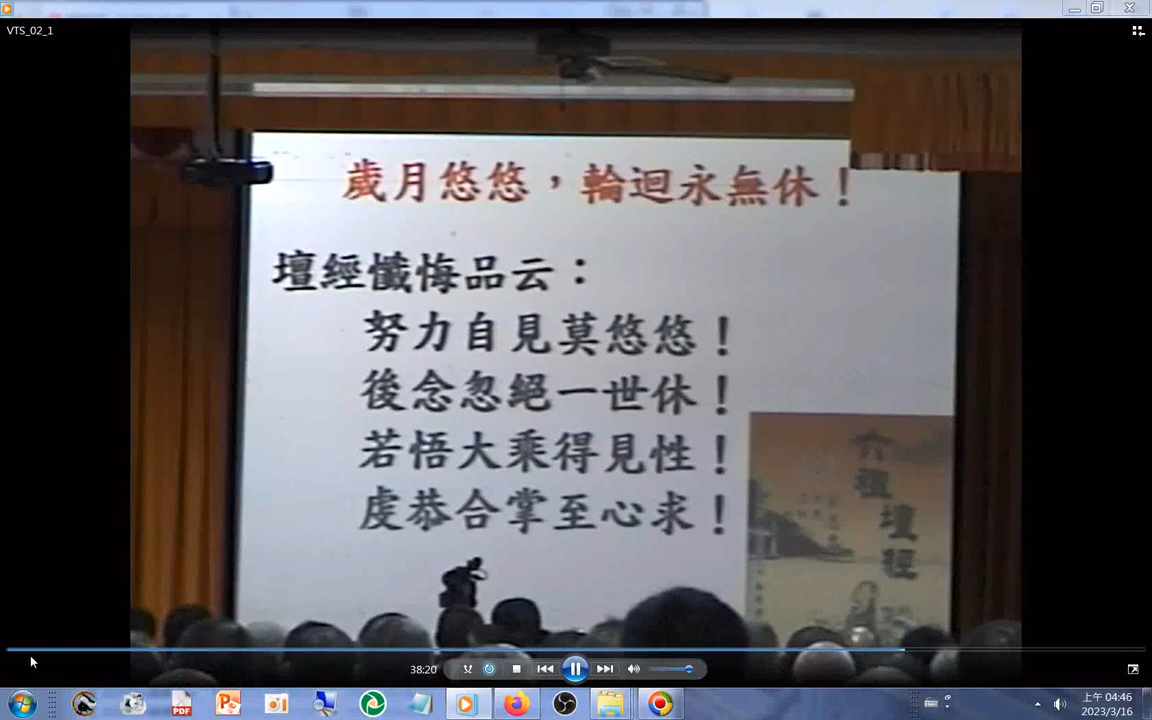 VTS_02_1
歲月悠悠，輪迴永無休！
壇經懺悔品云：
努力自見莫悠悠！
後念忽絕一世休！
若悟大乘得見性！
虔恭合掌至心求！
六
壇
經
38:20
PDF
上午 04:46
2023/3/16